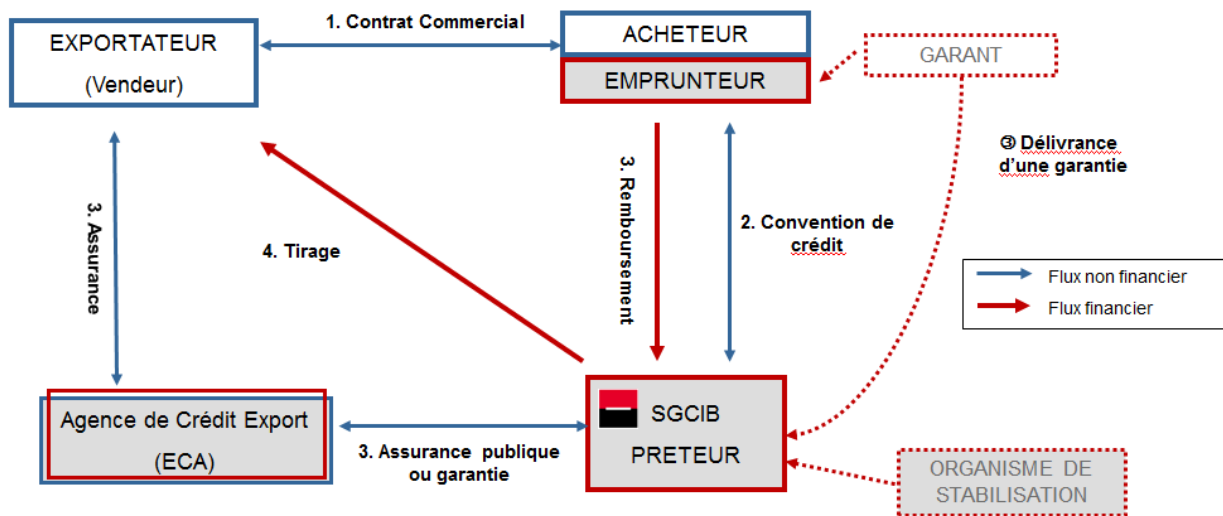 1. Contrat Commercial
EXPORTATEUR
(Vendeur)
ACHETEUR
EMPRUNTEUR
GARANT
③ Délivrance
d’une garantie
3. Assurance
4. Tirage
3. Remboursement
2. Convention de
crédit
Flux non financier
Flux financier
Agence de Crédit Export
(ECA)
3. Assurance publique
ou garantie
SGCIB
PRETEUR
ORGANISME DE
STABILISATION